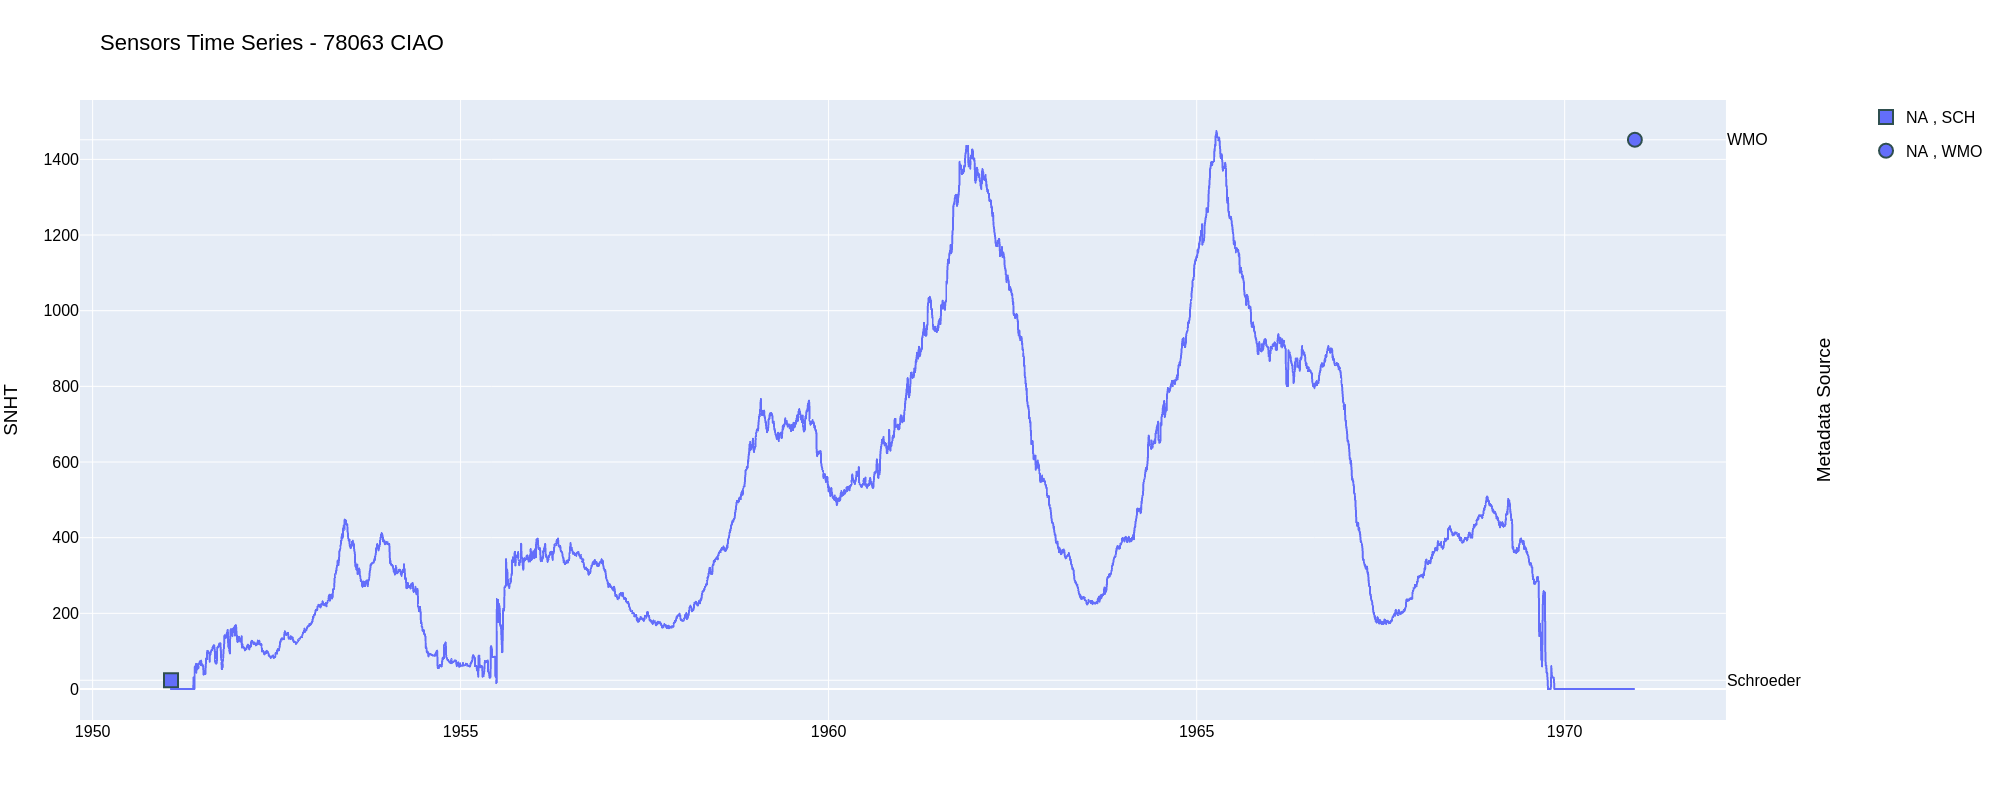 Sensors Time Series - 78063 CIAO
NA , SCH
NA , WMO
WMO
Schroeder
Metadata Source
SNHT
1400
1200
1000
800
600
400
200
0
1950
1955
1960
1965
1970